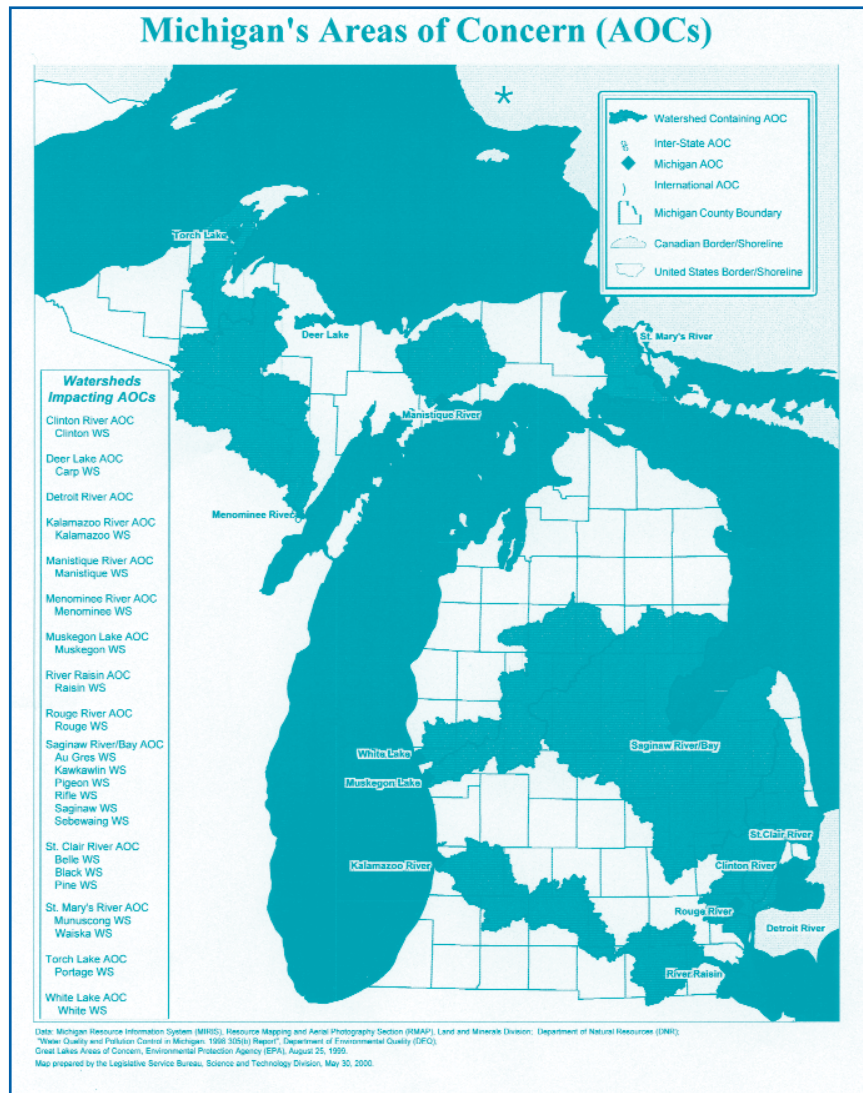 Michigan's Areas of Concern (AOCs)
*
Watershed Containing AOC
Inter-State AOC
Michigan AOC
International AOC
Michigan County Boundary
Canadian Border/Shoreline
United States Border/Shoreline
Torch Lake
Deer Lake
St. Mary's River
Manistique River
Menominee River
White Lake
Saginaw River/Bay
Muskegon Lake
St.Clair River
Kalamazoo River
Clinton River
Rouge River
Detroit River
River Raisin
Watersheds
Impacting AOCs
Clinton River AOC
Clinton WS
Deer Lake AOC
Carp WS
Detroit River AOC
Kalamazoo River AOC
Kalamazoo WS
Manistique River AOC
Manistique WS
Menominee River AOC
Menominee WS
Muskegon Lake AOC
Muskegon WS
River Raisin AOC
Raisin WS
Rouge River AOC
Rouge WS
Saginaw River/Bay AOC
Au Gres WS
Kawkawlin WS
Pigeon WS
Rifle WS
Saginaw WS
Sebewaing WS
St. Clair River AOC
Belle WS
Black WS
Pine WS
St. Mary's River AOC
Munuscong WS
Waiska WS
Torch Lake AOC
Portage WS
White Lake AOC
White WS
Data: Michigan Resource Information System (MIRIS), Resource Mapping and Aerial Photography Section (RMAP), Land and Minerals Division; Department of Natural Resources (DNR);
"Water Quality and Pollution Control in Michigan: 1998 305(b) Report", Department of Environmental Quality (DEQ);
Great Lakes Areas of Concern, Environmental Protection Agency (EPA), August 25, 1999.
Map prepared by the Legislative Service Bureau, Science and Technology Division, May 30, 2000.